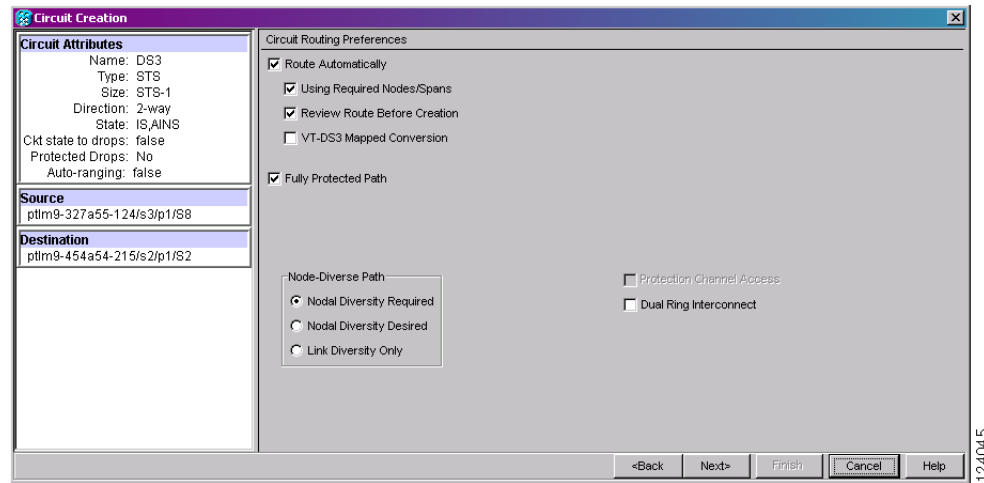 Circuit Creation
Circuit Attributes
Name: DS3
Type: STS
Size: STS-1
Direction: 2-way
State: IS,AINS
Ckt state to drops: false
Protected Drops: No
Auto-ranging: false
Source
ptlm9-327a55-124/s3/p1/S8
Destination
ptlm9-454a54-215/s2/p1/S2
Circuit Routing Preferences
Route Automatically
Using Required Nodes/Spans
Review Route Before Creation
VT-DS3 Mapped Conversion
Fully Protected Path
Node-Diverse Path
Nodal Diversity Required
Nodal Diversity Desired
Link Diversity Only
Protection Channel Access
Dual Ring Interconnect
<Back
Next>
Finish
Cancel
Help
124045